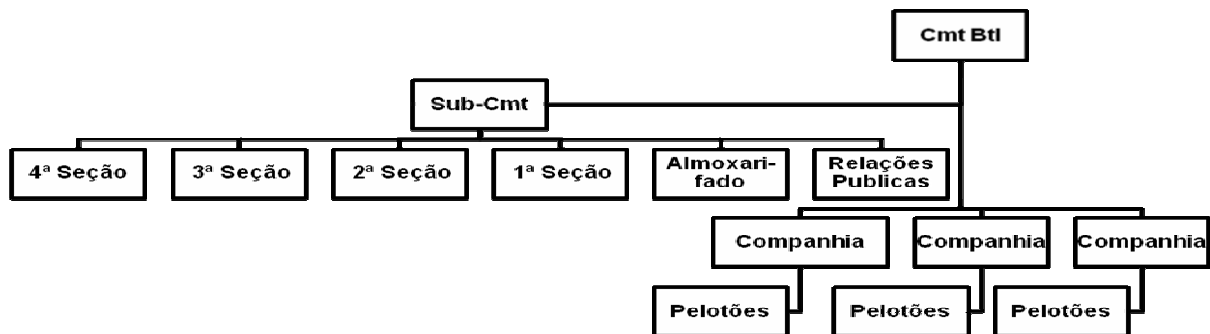 Cmt Btl
Sub-Cmt
4ª Seção
3ª Seção
2ª Seção
1ª Seção
Almoxari-
fado
Relações
Publicas
Companhia
Companhia
Companhia
Pelotões
Pelotões
Pelotões